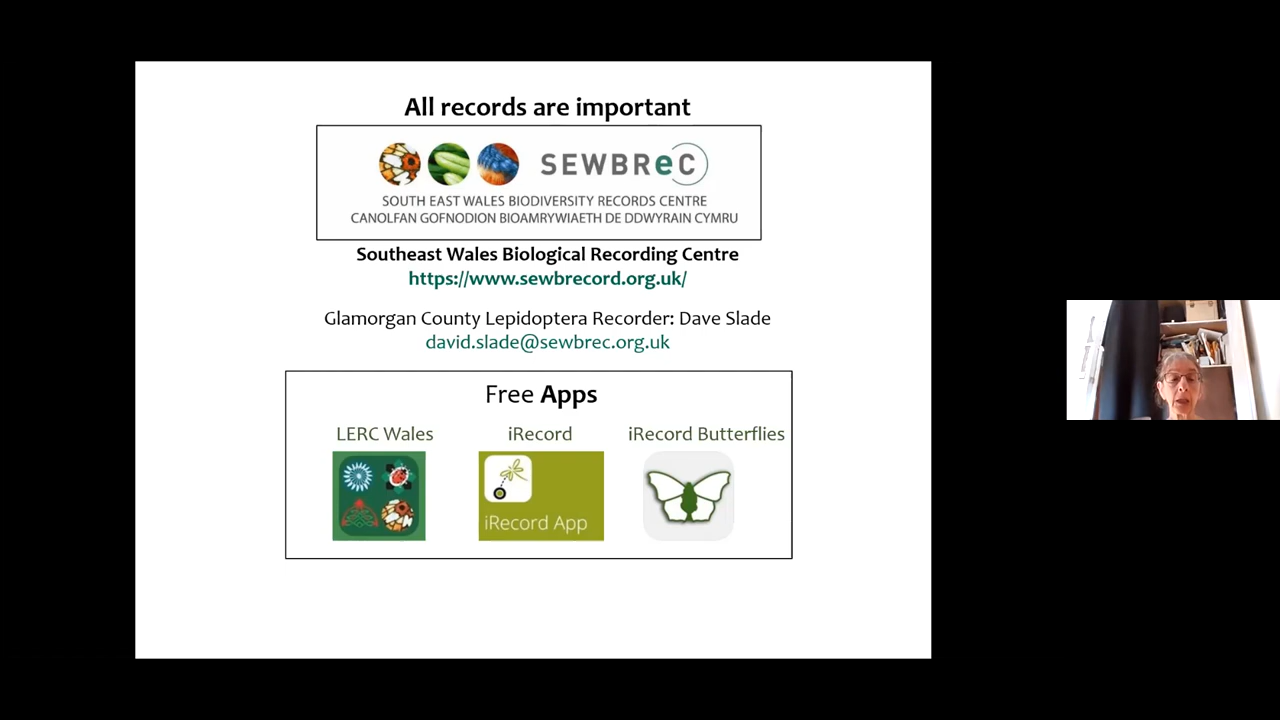 All records are important
SEWBReC
SOUTH EAST WALES BIODIVERSITY RECORDS CENTRE
CANOLFAN GOFNODION BIOAMRYWIAETH DE DDWYRAIN CYMRU
Southeast Wales Biological Recording Centre
https://www.sewbrecord.org.uk/
Glamorgan County Lepidoptera Recorder: Dave Slade
david.slade@sewbrec.org.uk
Free Apps
LERC Wales
iRecord
iRecord Butterflies
iRecord App